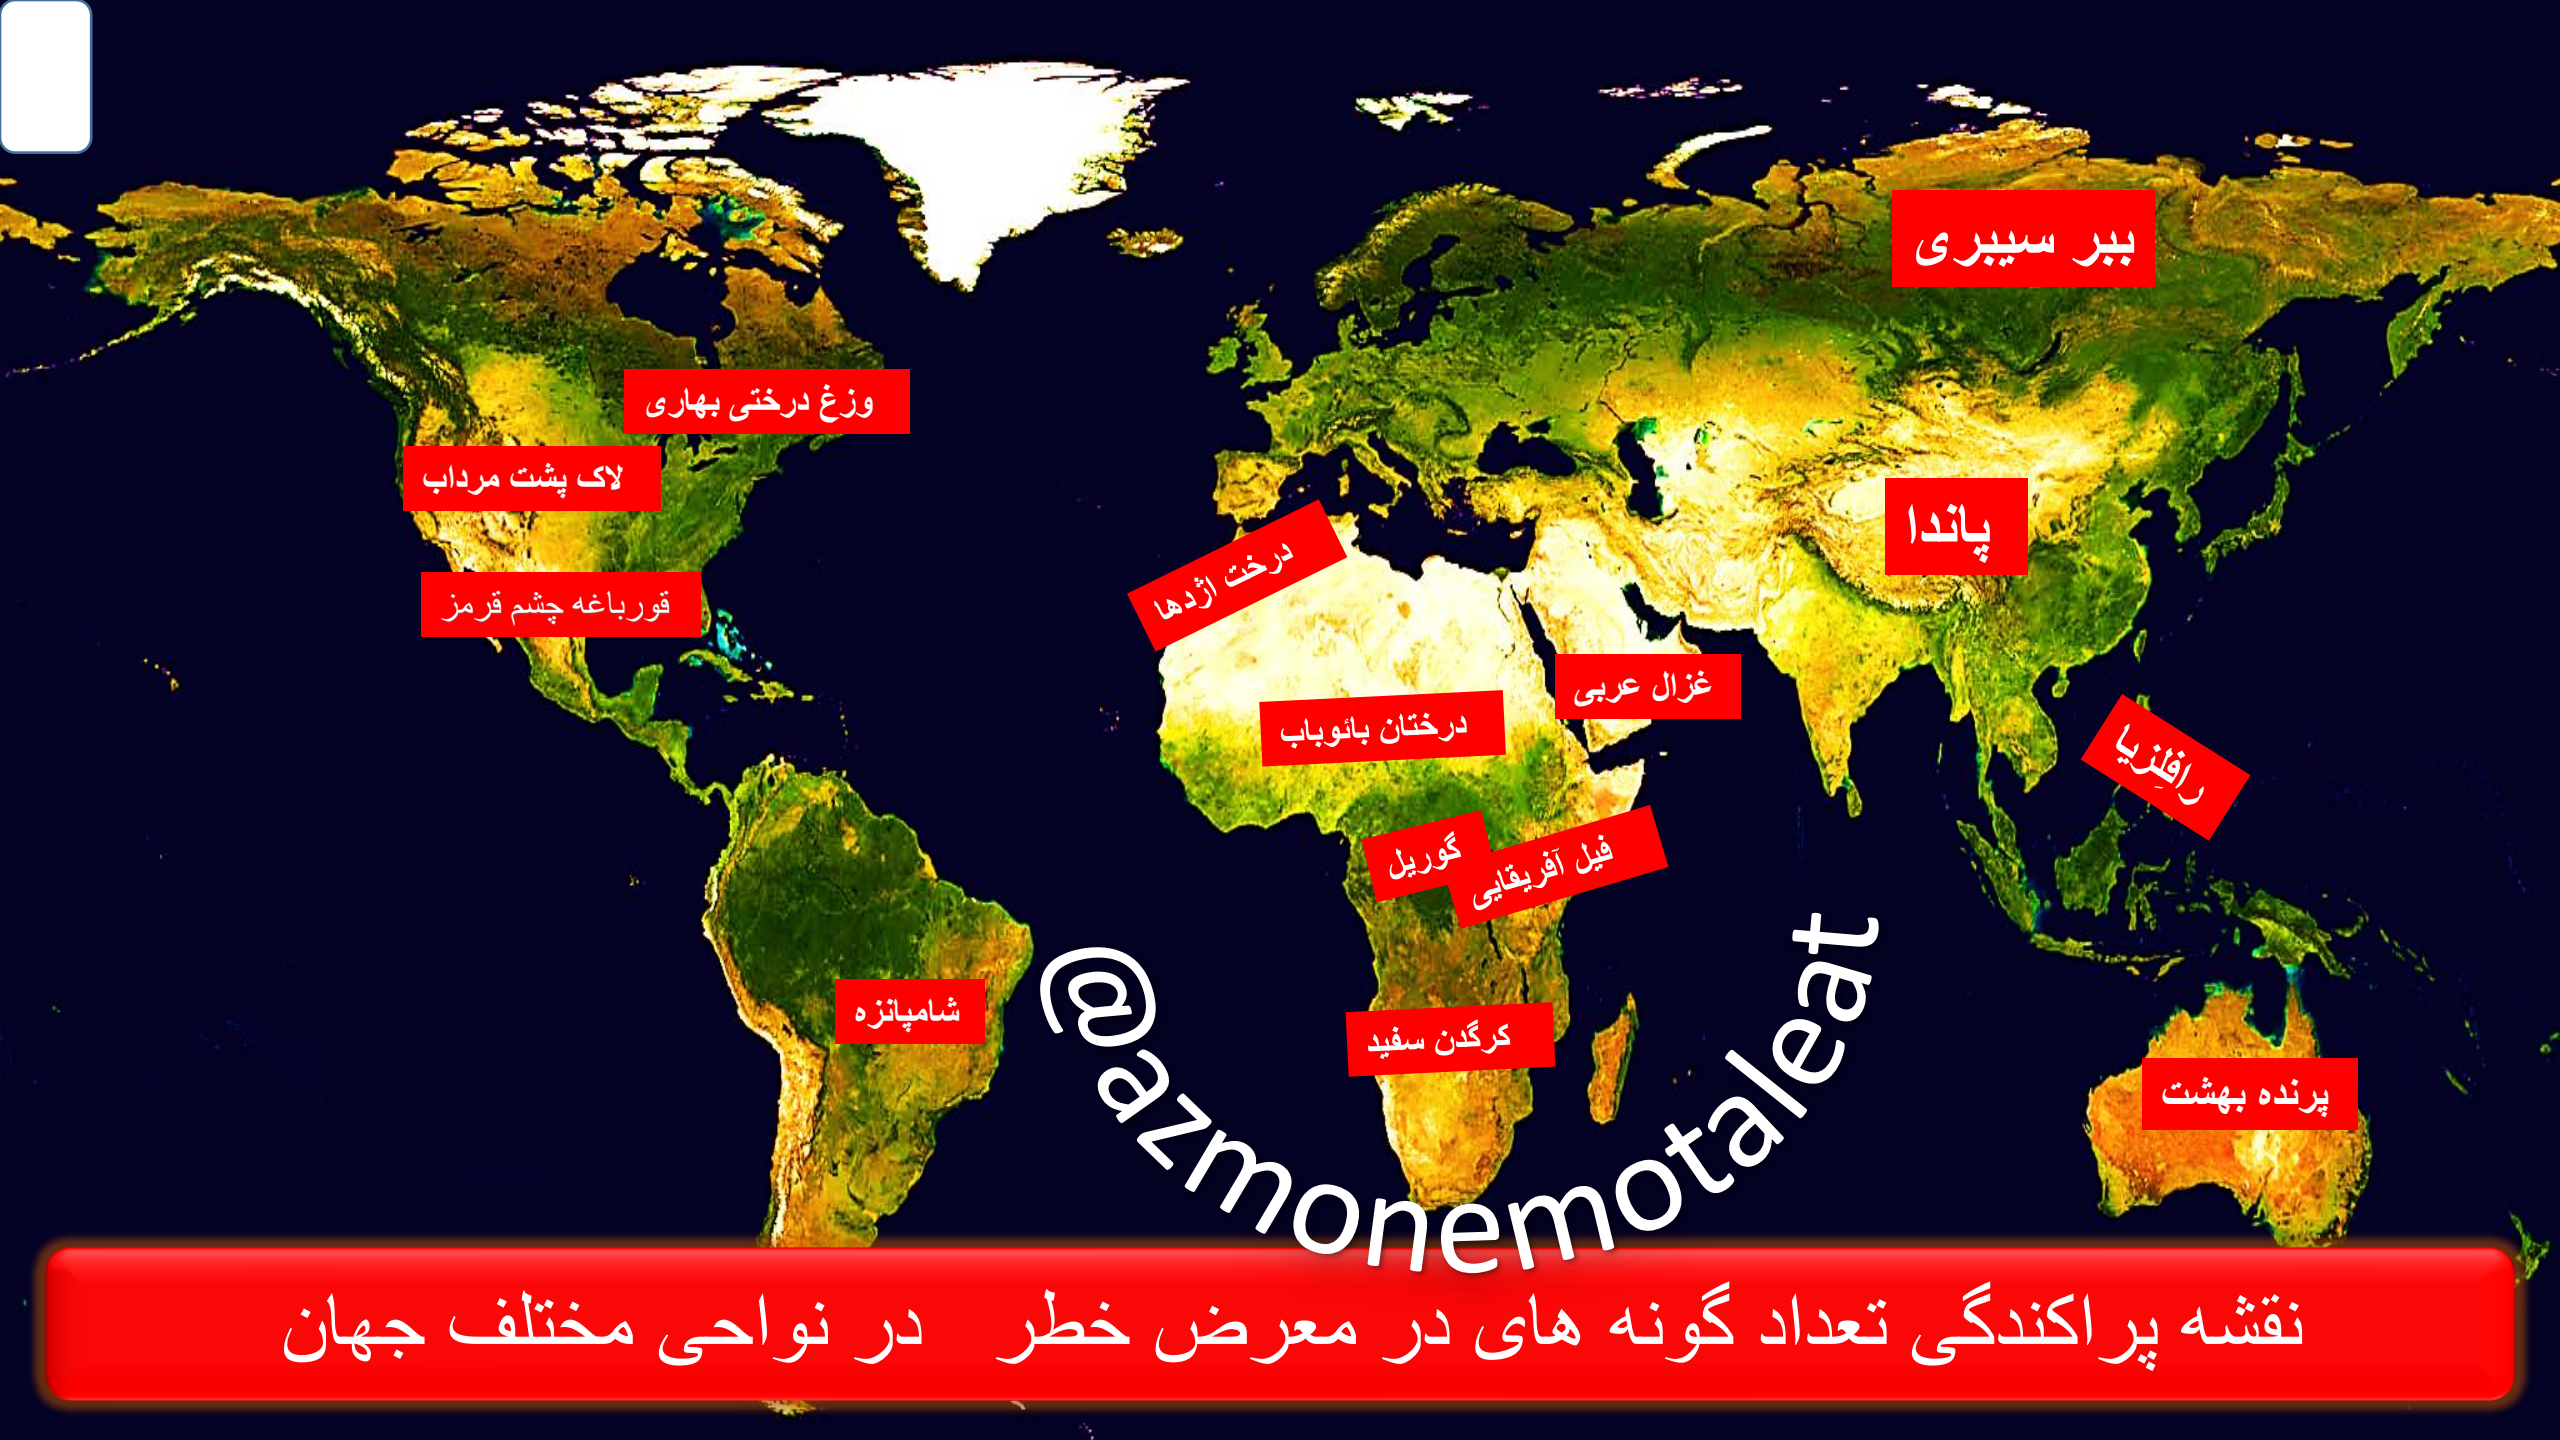 ببر سیبری
وزغ درختی بهاری
لاک پشت مرداب
پاندا
درخت اژدها
قورباغه چشم قرمز
غزال عربی
درختان بائوباب
رافلِزیا
گوریل
فیل آفریقایی
شامپانزه
کرگدن سفید
پرنده بهشت
@azmonemotaleat
نقشه پراکندگی تعداد گونه های در معرض خطر در نواحی مختلف جهان